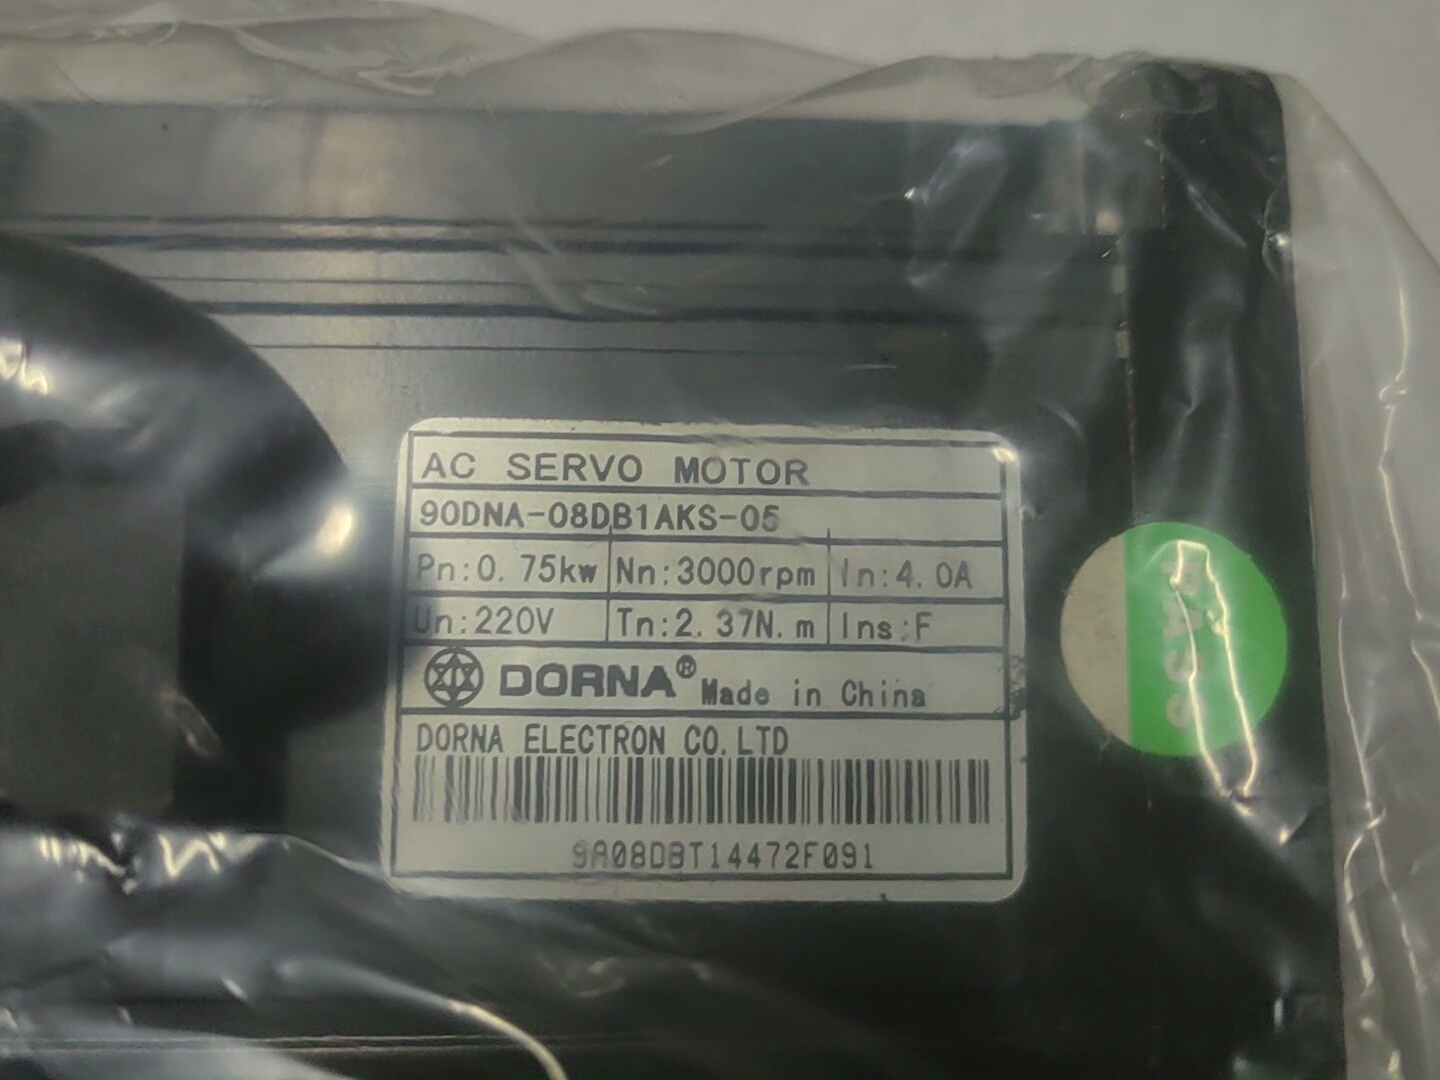 AC SERVO MOTOR
90DNA-08DB1AKS-05
Pn:0.75kw Nn:3000rpm In:4.0A
Un:220V Tn:2.37N.m Ins:F
DORNA® Made in China
DORNA ELECTRON CO.LTD
9A08DBT14472F091
PASS